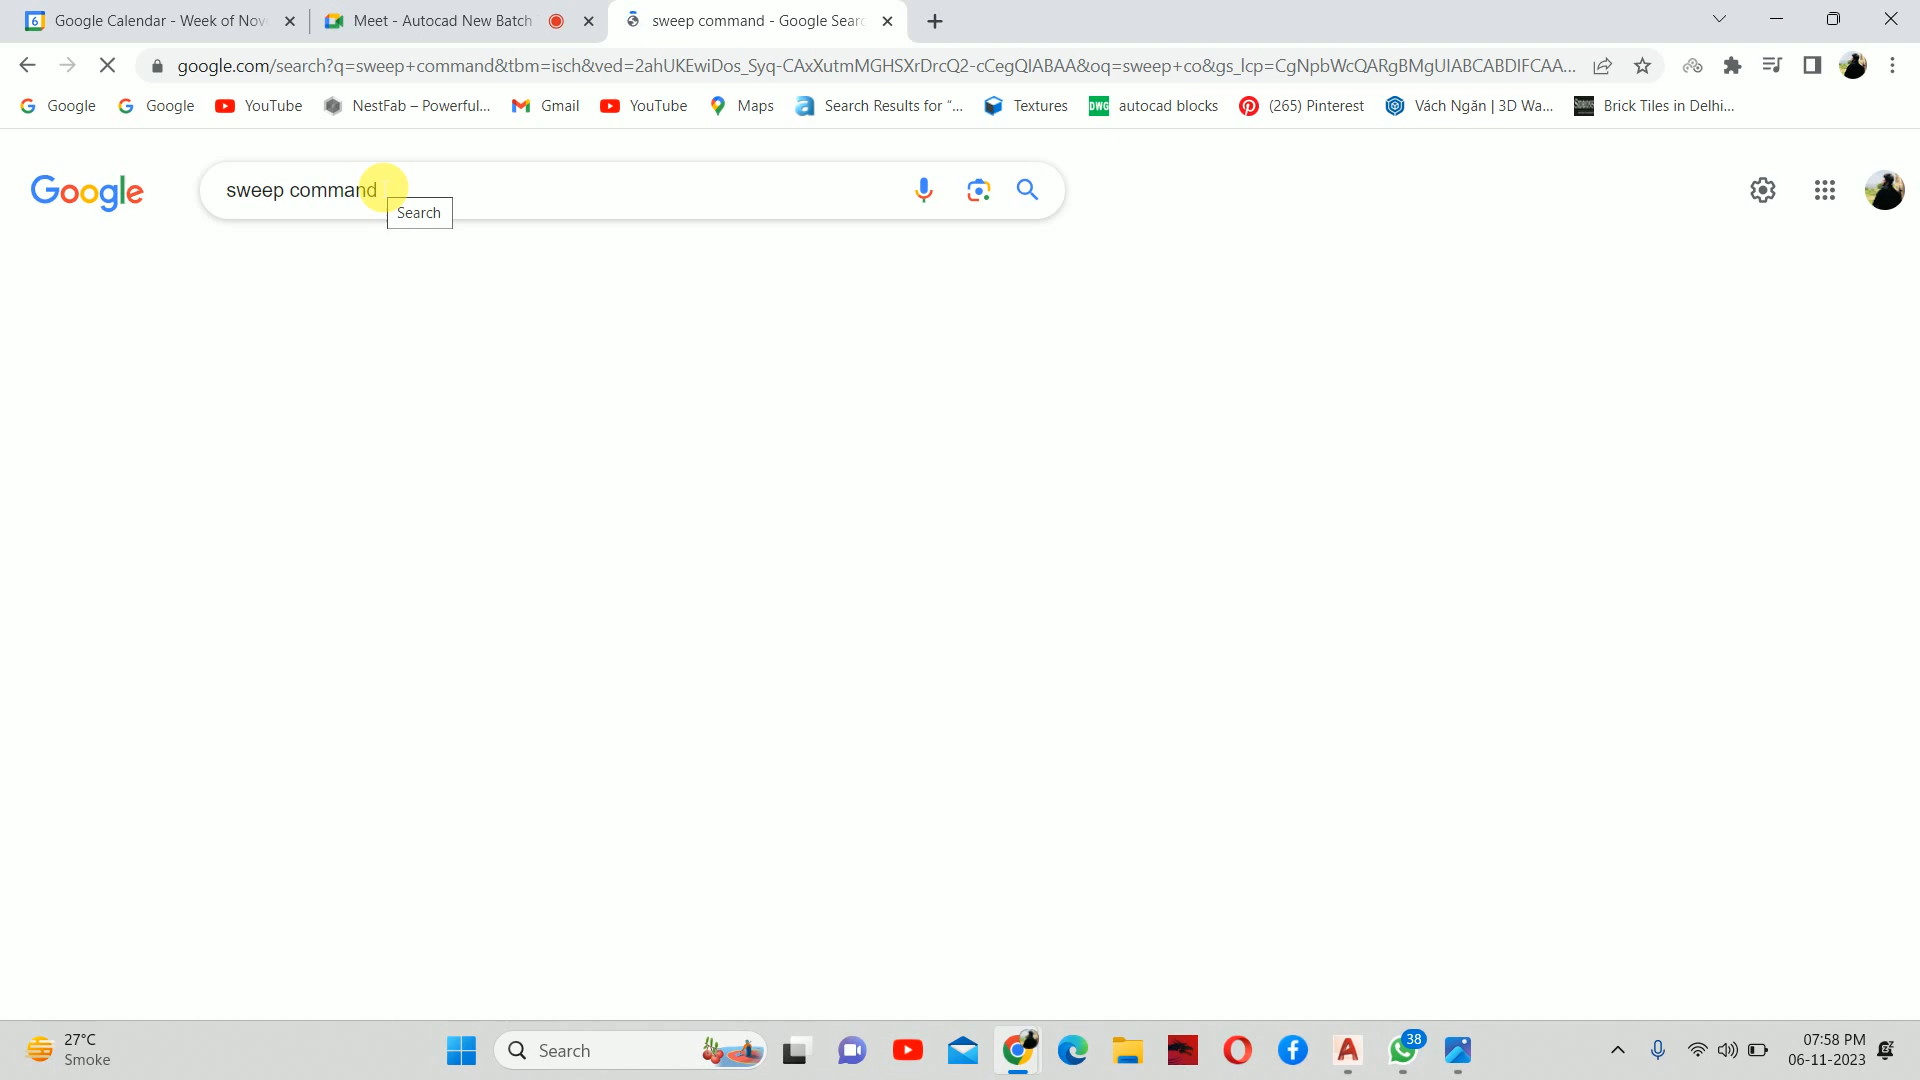 Google Calendar - Week of Nov
Meet - Autocad New Batch
sweep command - Google Sear
google.com/search?q=sweep+command&tbm=isch&ved=2ahUKEwiDos_Syq-CAxXutmMGHSXrDrcQ2-cCegQIABAA&oq=sweep+co&gs_lcp=CgNpbWcQARgBMgUIABCABDIFCAA...
Google
Google
YouTube
NestFab – Powerful...
Gmail
YouTube
Maps
Search Results for “...
Textures
DWG
autocad blocks
(265) Pinterest
Vách Ngăn | 3D Wa...
Brick Tiles in Delhi...
Google
sweep command
Search
27°C
Smoke
Search
38
07:58 PM
06-11-2023